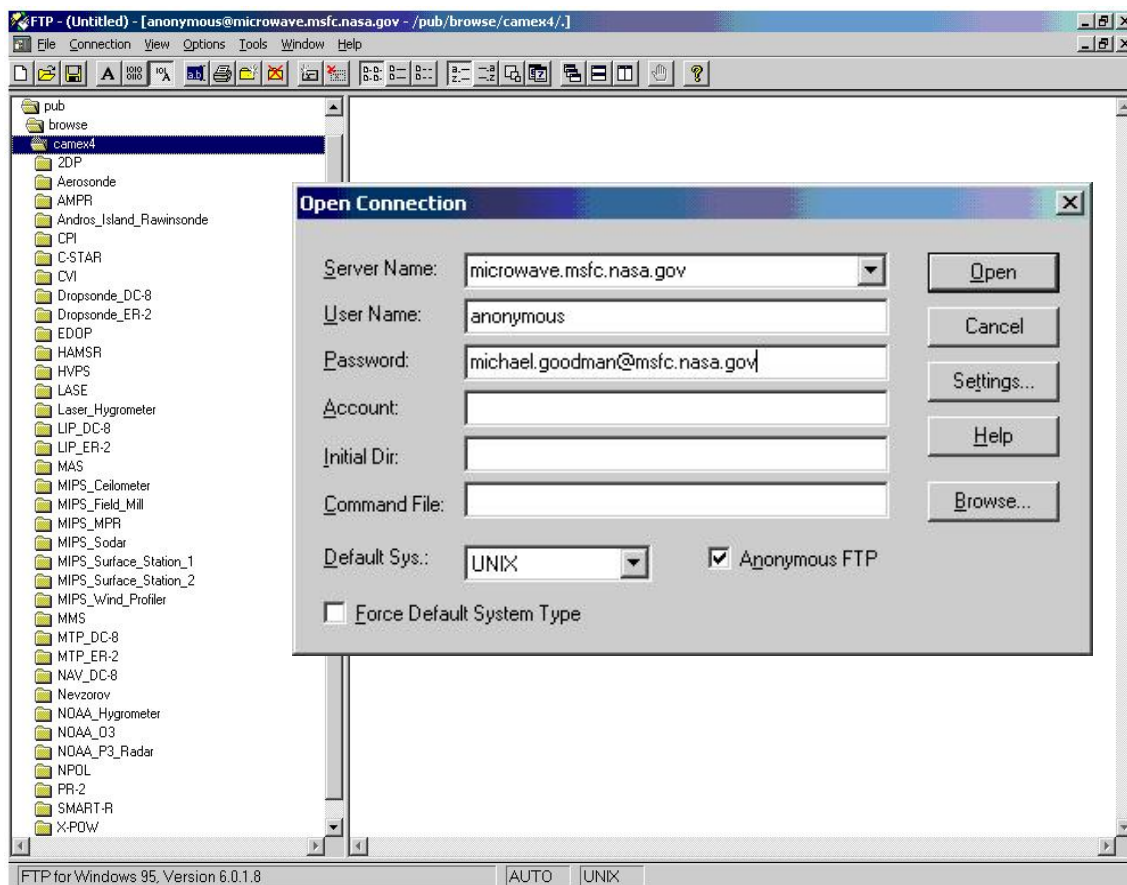 FTP - (Untitled) - [anonymous@microwave.msfc.nasa.gov - /pub/browse/camex4/.]
File Connection View Options Tools Window Help
pub
browse
camex4
2DP
Aerosonde
AMPR
Andros_Island_Rawinsonde
CPI
C-STAR
CVI
Dropsonde_DC-8
Dropsonde_ER-2
EDOP
HAMSR
HVPS
LASE
Laser_Hygrometer
LIP_DC-8
LIP_ER-2
MAS
MIPS_Ceilometer
MIPS_Field_Mill
MIPS_MPR
MIPS_Sodar
MIPS_Surface_Station_1
MIPS_Surface_Station_2
MIPS_Wind_Profiler
MMS
MTP_DC-8
MTP_ER-2
NAV_DC-8
Nevzorov
NOAA_Hygrometer
NOAA_O3
NOAA_P3_Radar
NPOL
PR-2
SMART-R
X-POW
Open Connection
Server Name: microwave.msfc.nasa.gov Open
User Name: anonymous Cancel
Password: michael.goodman@msfc.nasa.gov Settings...
Account:
Help
Initial Dir:
Command File: Browse...
Default Sys.: UNIX Anonymous FTP
Force Default System Type
FTP for Windows 95, Version 6.0.1.8 AUTO UNIX